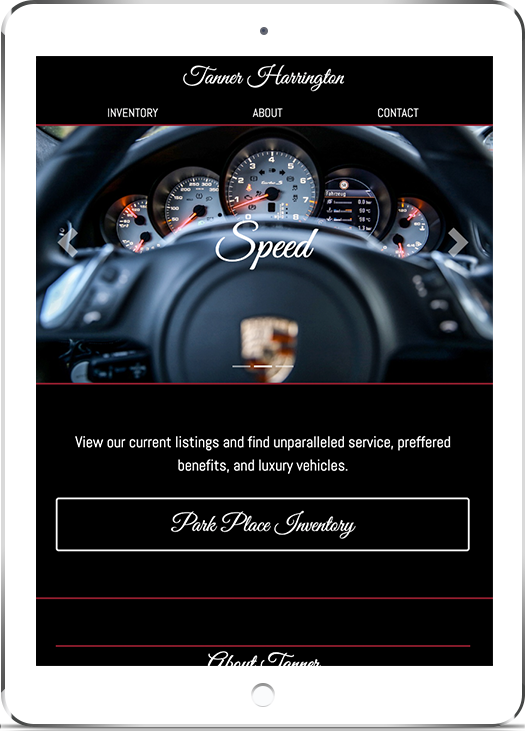 Tanner Harrington
INVENTORY ABOUT CONTACT
Fahrzeug
Speed
View our current listings and find unparalleled service, preffered
benefits, and luxury vehicles.
Park Place Inventory
About Tanner